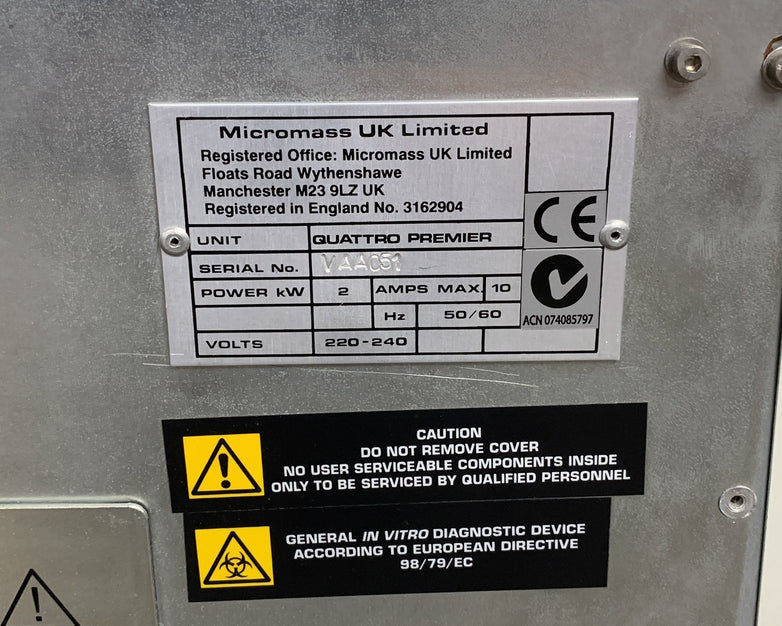 Micromass UK Limited
Registered Office: Micromass UK Limited
Floats Road Wythenshawe
Manchester M23 9LZ UK
Registered in England No. 3162904
CE
UNIT QUATTRO PREMIER
SERIAL No. VAA051
POWER kW 2 AMPS MAX. 10
Hz 50/60
ACN 074085797
VOLTS 220-240
CAUTION
DO NOT REMOVE COVER
NO USER SERVICEABLE COMPONENTS INSIDE
ONLY TO BE SERVICED BY QUALIFIED PERSONNEL
GENERAL IN VITRO DIAGNOSTIC DEVICE
ACCORDING TO EUROPEAN DIRECTIVE
98/79/EC